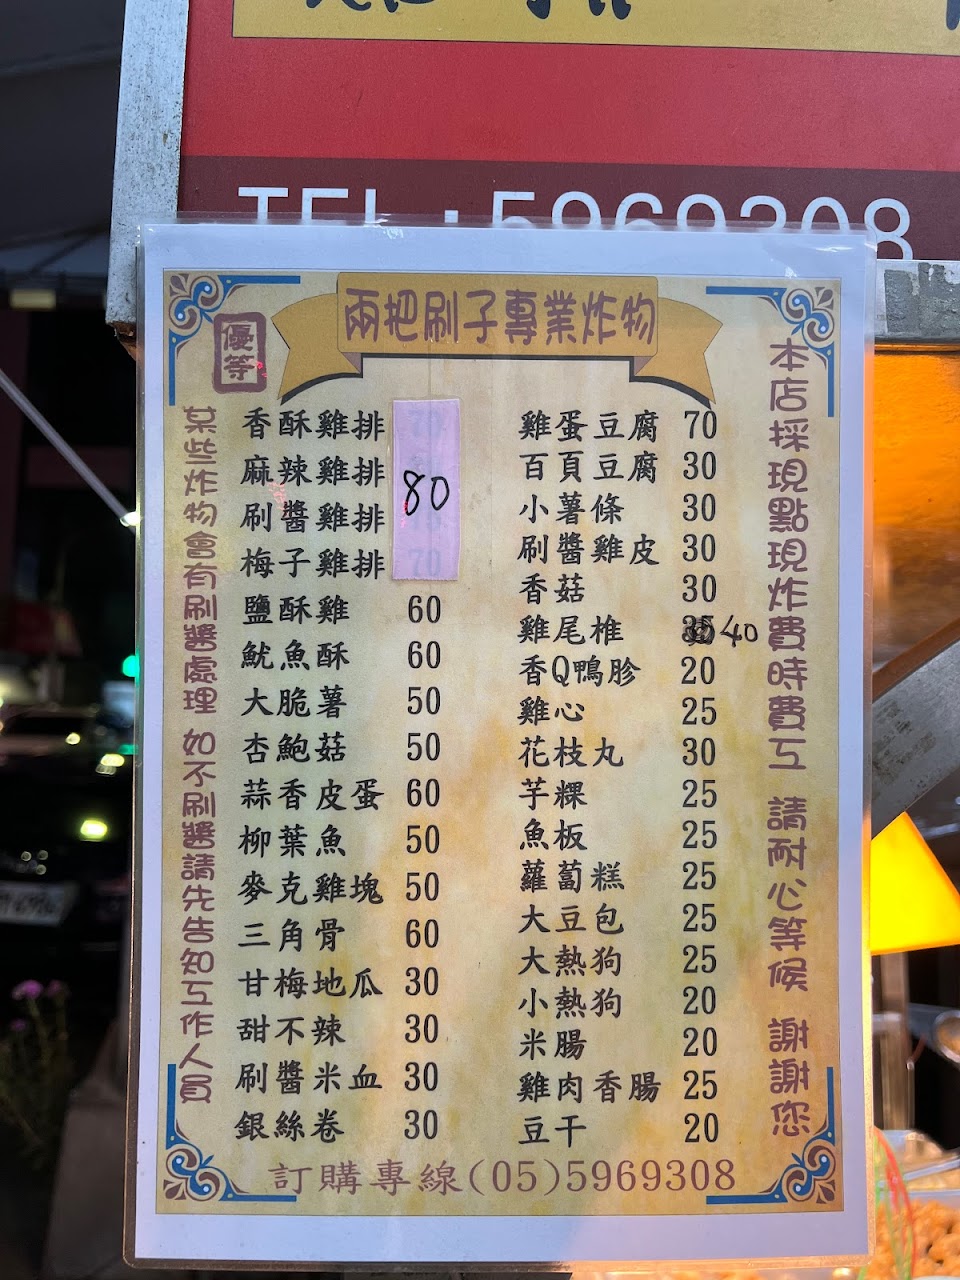 TEL:5969308
兩把刷子專業炸物
優等
某些炸物會有刷醬處理 如不刷醬請先告知工作人員
香酥雞排
麻辣雞排
刷醬雞排
梅子雞排
80
鹽酥雞 60
魷魚酥 60
大脆薯 50
杏鮑菇 50
蒜香皮蛋 60
柳葉魚 50
麥克雞塊 50
三角骨 60
甘梅地瓜 30
甜不辣 30
刷醬米血 30
銀絲卷 30
雞蛋豆腐 70
百頁豆腐 30
小薯條 30
刷醬雞皮 30
香菇 30
雞尾椎 40
香Q鴨胗 20
雞心 25
花枝丸 30
芋粿 25
魚板 25
蘿蔔糕 25
大豆包 25
大熱狗 25
小熱狗 20
米腸 20
雞肉香腸 25
豆干 20
本店採現點現炸費時費工 請耐心等候 謝謝您
訂購專線(05)5969308